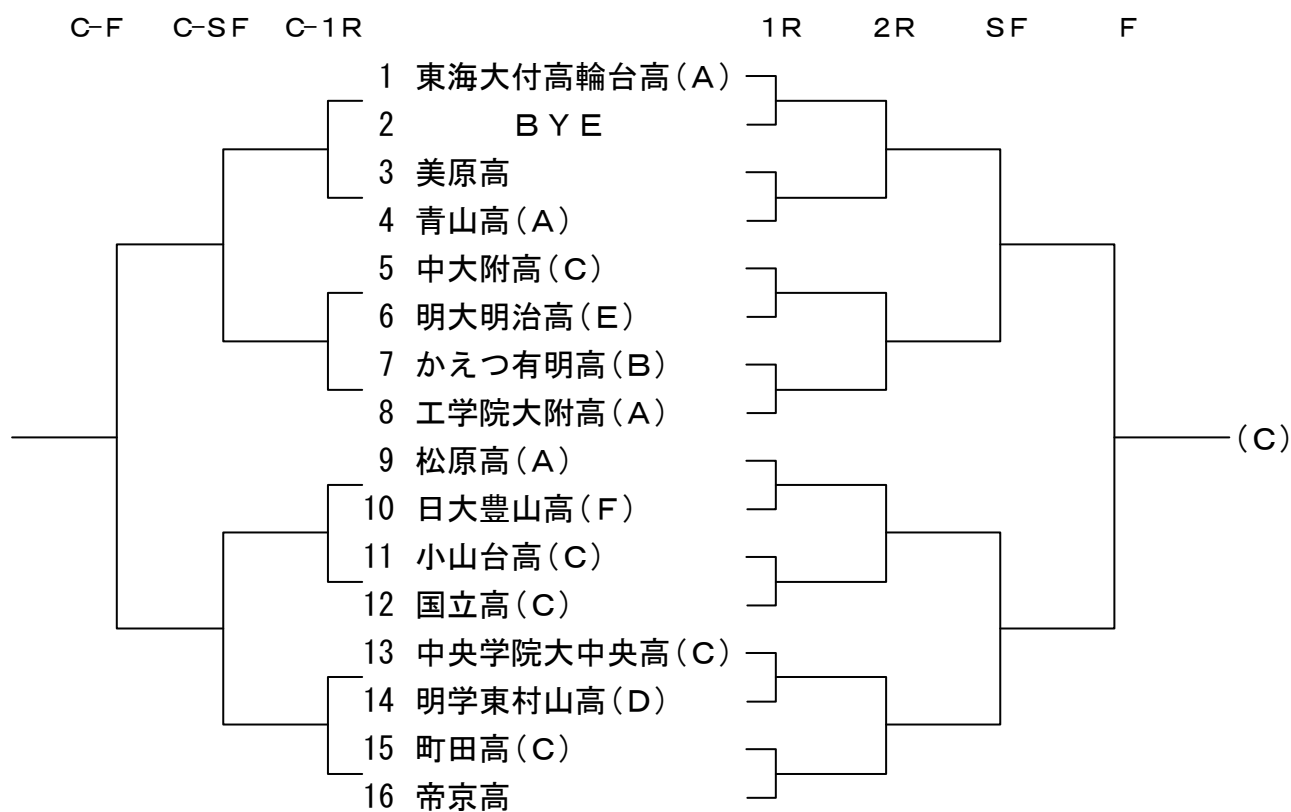 C-F C-SF C-1R 1R 2R SF F
1 東海大付高輪台高(A)
2 BYE
3 美原高
4 青山高(A)
5 中大附高(C)
6 明大明治高(E)
7 かえつ有明高(B)
8 工学院大附高(A)
(C)
9 松原高(A)
10 日大豊山高(F)
11 小山台高(C)
12 国立高(C)
13 中央学院大中央高(C)
14 明学東村山高(D)
15 町田高(C)
16 帝京高